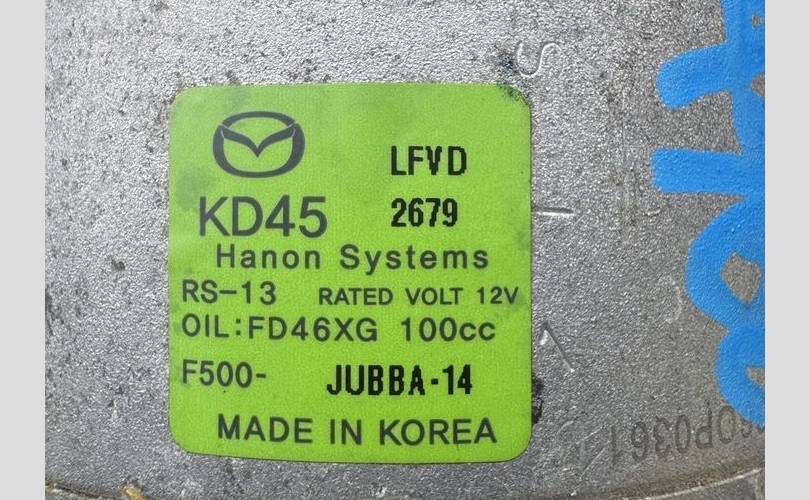 LFVD
KD45 2679
Hanon Systems
RS-13 RATED VOLT 12V
OIL:FD46XG 100cc
F500- JUBBA-14
MADE IN KOREA